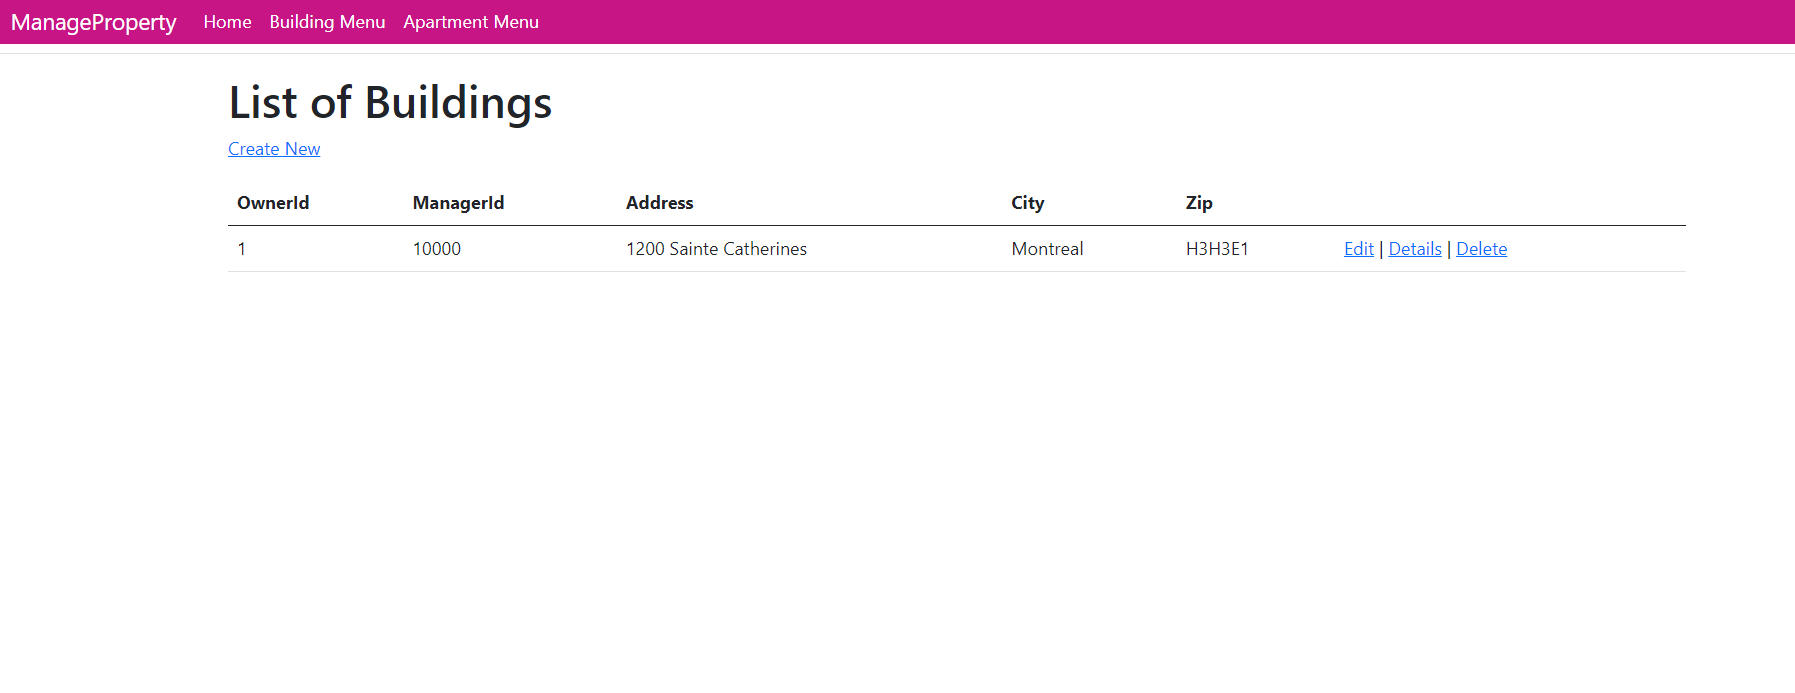 ManageProperty Home Building Menu Apartment Menu
List of Buildings
Create New
OwnerId ManagerId Address City Zip
1 10000 1200 Sainte Catherines Montreal H3H3E1 Edit | Details | Delete